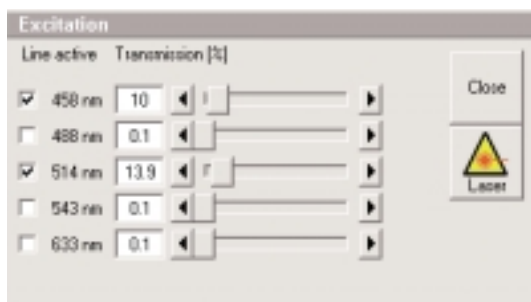 Excitation
Line active Transmission [%]
458 nm 10
488 nm 0.1
514 nm 13.9
543 nm 0.1
633 nm 0.1
Close
Laser